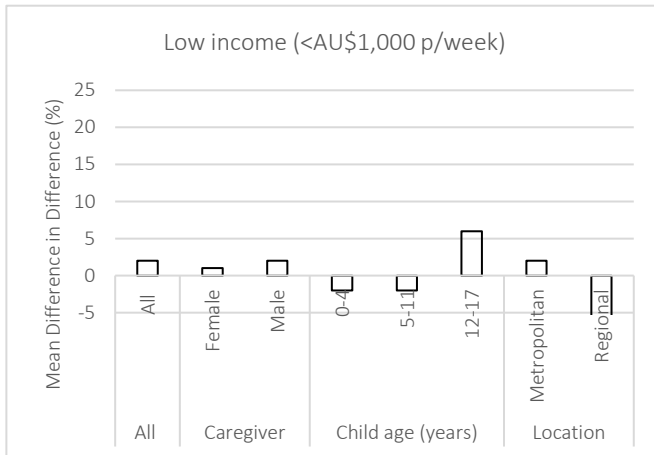 Low income (<AU$1,000 p/week)
Mean Difference in Difference (%)
25
20
15
10
5
0
-5
All
Female
Male
0-4
5-11
12-17
Metropolitan
Regional
All
Caregiver
Child age (years)
Location